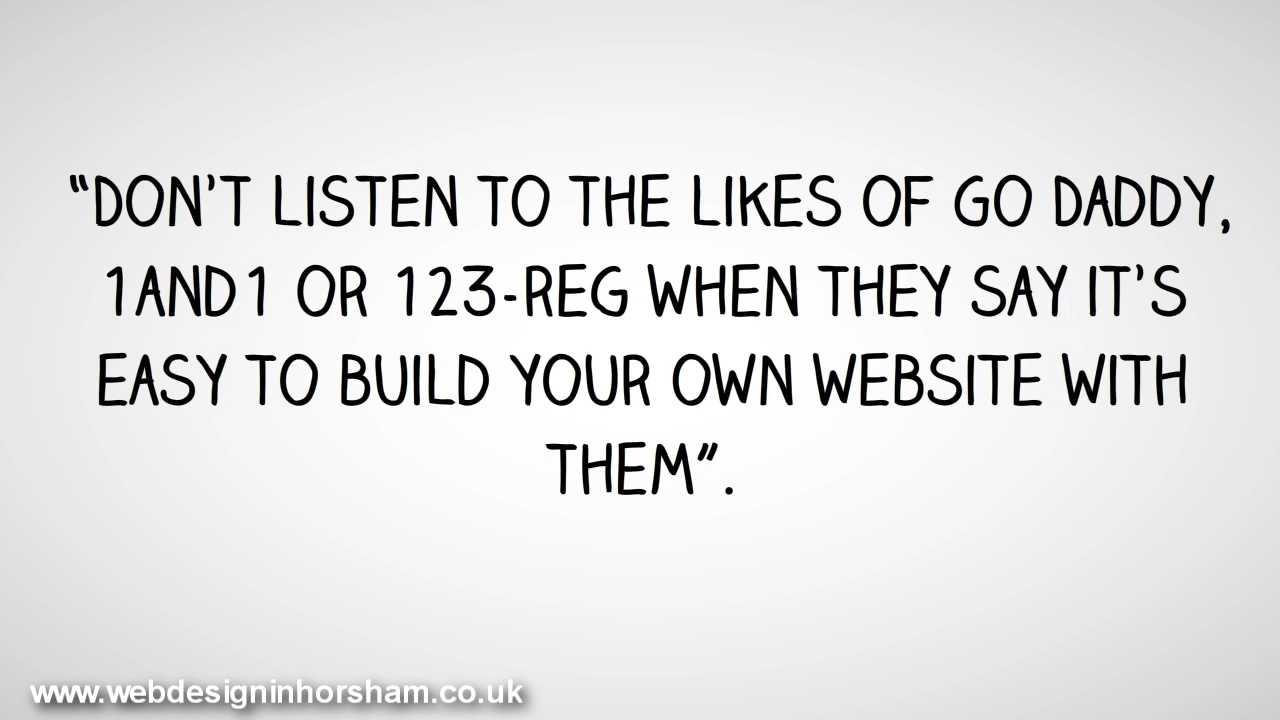 "DON'T LISTEN TO THE LIKES OF GO DADDY,
1AND1 OR 123-REG WHEN THEY SAY IT'S
EASY TO BUILD YOUR OWN WEBSITE WITH
THEM".
www.webdesigninhorsham.co.uk